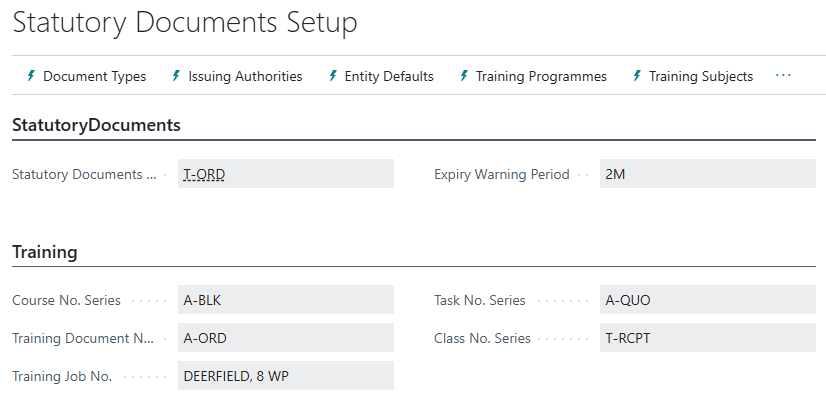 Statutory Documents Setup
Document Types Issuing Authorities Entity Defaults Training Programmes Training Subjects ...
StatutoryDocuments
Statutory Documents ... T-ORD Expiry Warning Period 2M
Training
Course No. Series A-BLK Task No. Series A-QUO
Training Document N... A-ORD Class No. Series T-RCPT
Training Job No. DEERFIELD, 8 WP